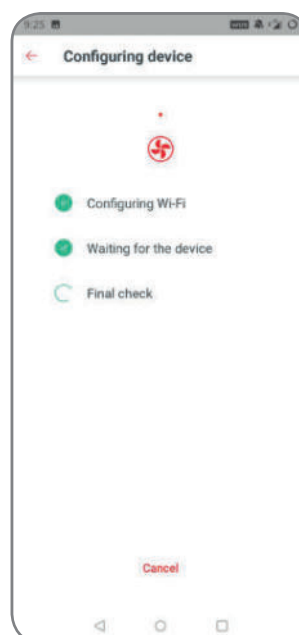 9:25
Configuring device
Configuring Wi-Fi
Waiting for the device
Final check
Cancel